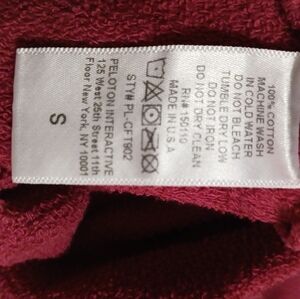 100% COTTON
MACHINE WASH
IN COLD WATER
DO NOT BLEACH
TUMBLE DRY LOW
DO NOT IRON
DO NOT DRY CLEAN
RN# 150110
MADE IN U.S.A
STY# PL-CF1902
PELOTON INTERACTIVE
125 West 25th Street 11th
Floor New York, NY 10001
S